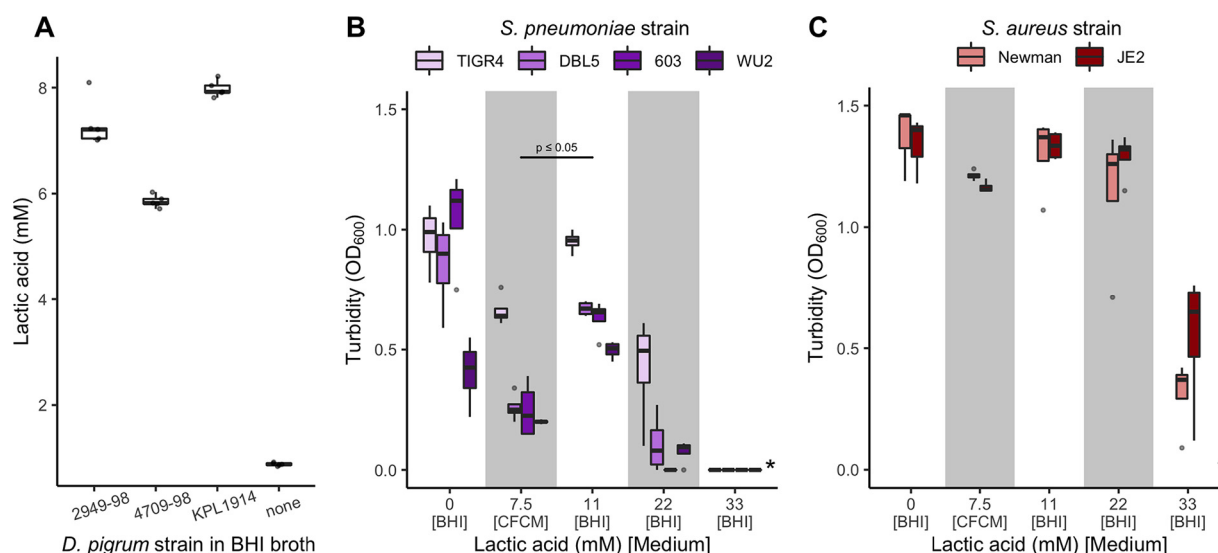 A
Lactic acid (mM)
8
6
4
2
2949-98 4709-98 KPL1914 none
D. pigrum strain in BHI broth
B
S. pneumoniae strain
TIGR4 DBL5 603 WU2
Turbidity (OD600)
1.5
1.0
0.5
0.0
p ≤ 0.05
*
0 7.5 11 22 33
[BHI] [CFCM] [BHI] [BHI] [BHI]
Lactic acid (mM) [Medium]
C
S. aureus strain
Newman JE2
Turbidity (OD600)
1.5
1.0
0.5
0.0
0 7.5 11 22 33
[BHI] [CFCM] [BHI] [BHI] [BHI]
Lactic acid (mM) [Medium]